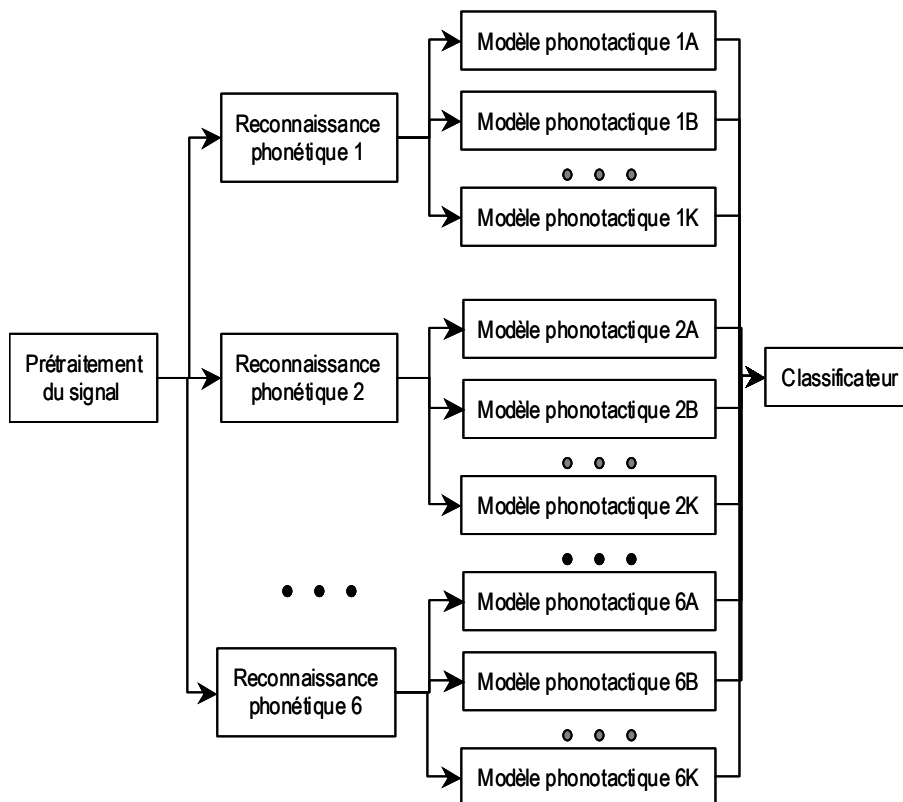 Prétraitement
du signal
Reconnaissance
phonétique 1
Modèle phonotactique 1A
Modèle phonotactique 1B
Modèle phonotactique 1K
Reconnaissance
phonétique 2
Modèle phonotactique 2A
Modèle phonotactique 2B
Modèle phonotactique 2K
Reconnaissance
phonétique 6
Modèle phonotactique 6A
Modèle phonotactique 6B
Modèle phonotactique 6K
Classificateur